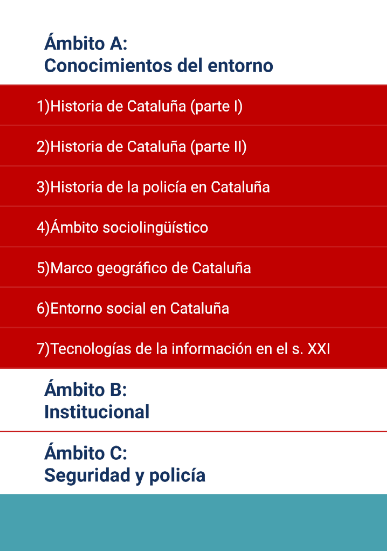 Ámbito A:
Conocimientos del entorno
1)Historia de Cataluña (parte I)
2)Historia de Cataluña (parte II)
3)Historia de la policía en Cataluña
4)Ámbito sociolingüístico
5)Marco geográfico de Cataluña
6)Entorno social en Cataluña
7)Tecnologías de la información en el s. XXI
Ámbito B:
Institucional
Ámbito C:
Seguridad y policía